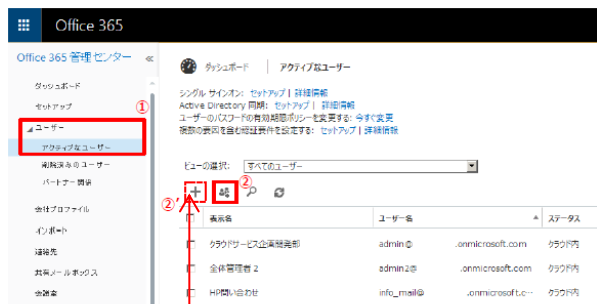 Office 365
Office 365 管理センター
«
ダッシュボード
セットアップ
①
ユーザー
アクティブなユーザー
削除済みのユーザー
パートナー関係
会社プロファイル
インポート
連絡先
共有メールボックス
会議室
ダッシュボード アクティブなユーザー
シングル サインオン: セットアップ | 詳細情報
Active Directory 同期: セットアップ | 詳細情報
ユーザーのパスワードの有効期限ポリシーを変更する: 今すぐ変更
複数の要素を含む認証要件を設定する: セットアップ | 詳細情報
ビューの選択: すべてのユーザー
②
②'
表示名 ユーザー名 ステータス
クラウドサービス企画開発部 admin@ .onmicrosoft.com クラウド内
全体管理者 2 admin2@ .onmicrosoft.com クラウド内
HP問い合わせ info_mail@ .onmicrosoft.c… クラウド内